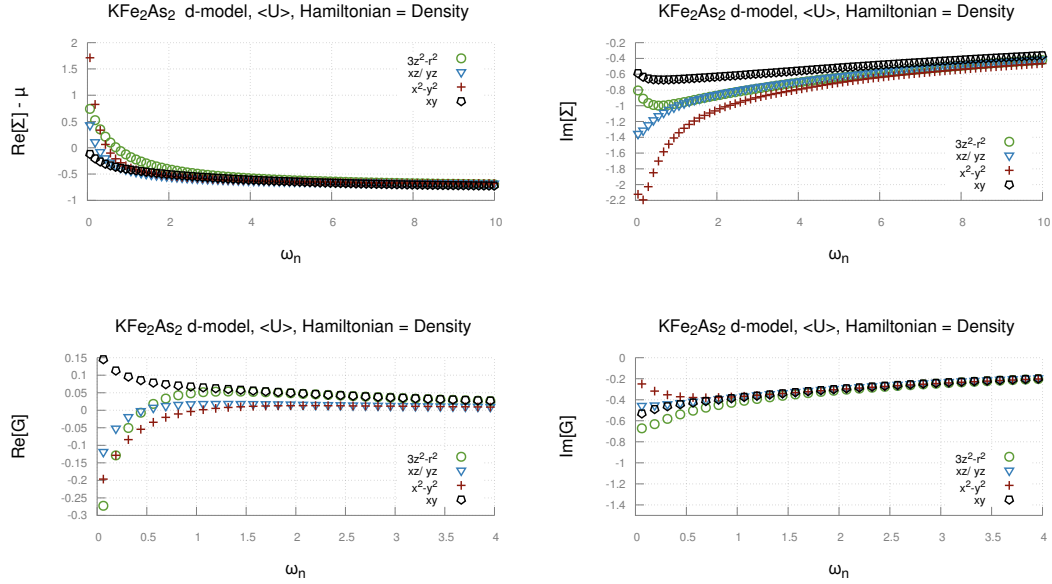 KFe₂As₂ d-model, <U>, Hamiltonian = Density
Re[Σ] - μ
2
1.5
1
0.5
0
-0.5
-1
3z²-r²
xz/ yz
x²-y²
xy
0 2 4 6 8 10
ωₙ
KFe₂As₂ d-model, <U>, Hamiltonian = Density
Im[Σ]
-0.2
-0.4
-0.6
-0.8
-1
-1.2
-1.4
-1.6
-1.8
-2
-2.2
3z²-r²
xz/ yz
x²-y²
xy
0 2 4 6 8 10
ωₙ
KFe₂As₂ d-model, <U>, Hamiltonian = Density
Re[G]
0.15
0.1
0.05
0
-0.05
-0.1
-0.15
-0.2
-0.25
-0.3
3z²-r²
xz/ yz
x²-y²
xy
0 0.5 1 1.5 2 2.5 3 3.5 4
ωₙ
KFe₂As₂ d-model, <U>, Hamiltonian = Density
Im[G]
0
-0.2
-0.4
-0.6
-0.8
-1
-1.2
-1.4
3z²-r²
xz/ yz
x²-y²
xy
0 0.5 1 1.5 2 2.5 3 3.5 4
ωₙ